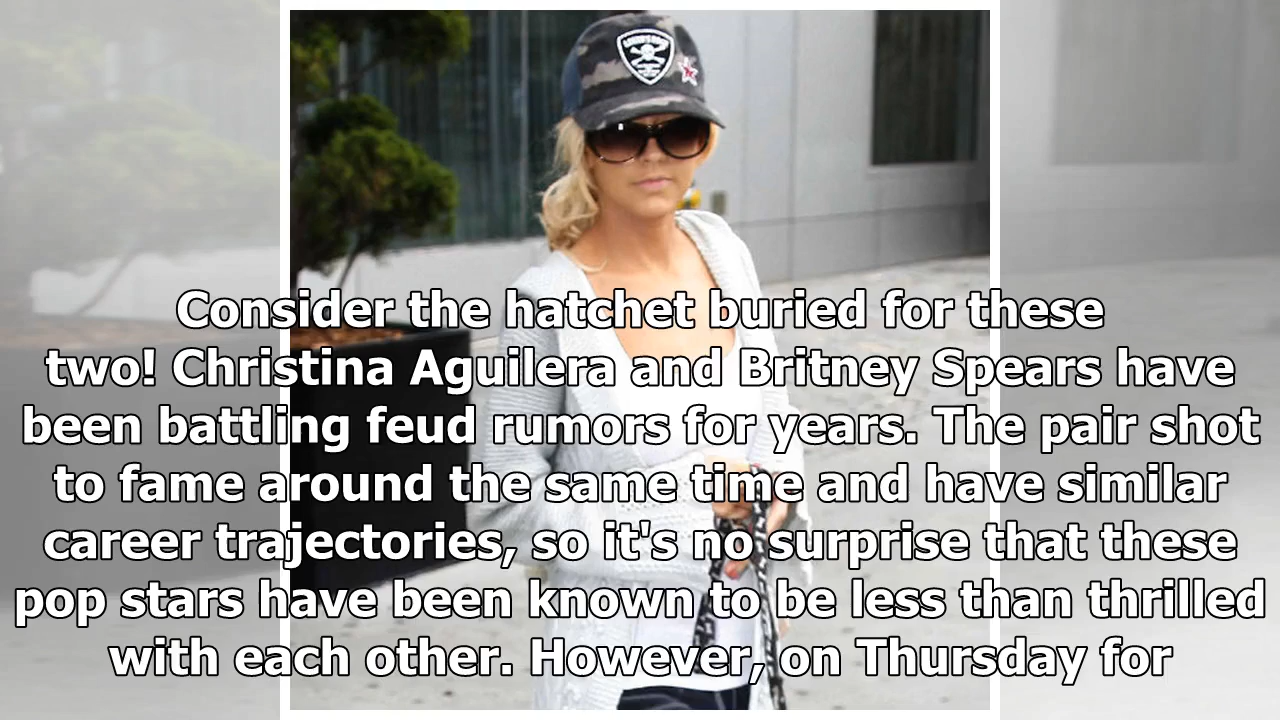 Consider the hatchet buried for these
two! Christina Aguilera and Britney Spears have
been battling feud rumors for years. The pair shot
to fame around the same time and have similar
career trajectories, so it's no surprise that these
pop stars have been known to be less than thrilled
with each other. However, on Thursday for